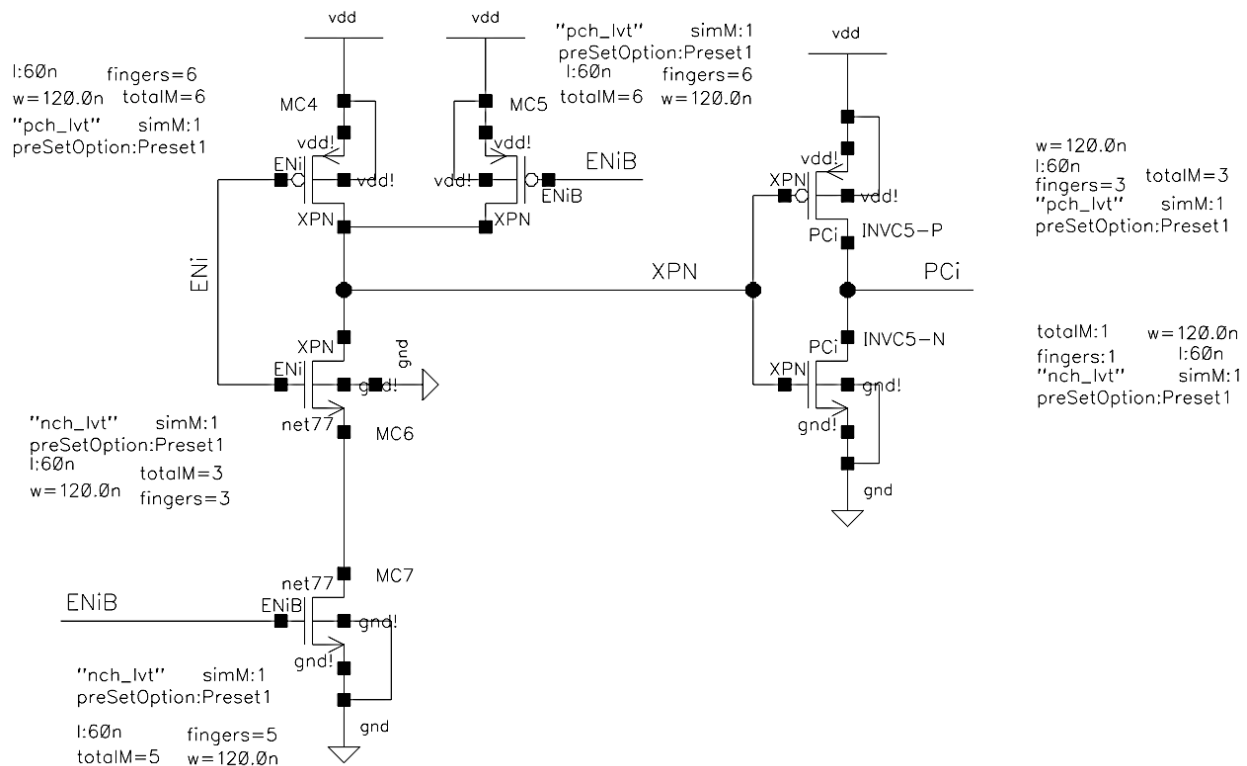 vdd
vdd
"pch_lvt" simM:1
preSetOption:Preset1
l:60n fingers=6
totalM=6 w=120.0n
vdd
l:60n fingers=6
w=120.0n totalM=6
"pch_lvt" simM:1
preSetOption:Preset1
MC4
MC5
vdd!
vdd!
ENi
vdd!
vdd!
ENiB
ENiB
XPN
XPN
vdd!
XPN
vdd!
PCi
INVC5-P
w=120.0n
l:60n
fingers=3 totalM=3
"pch_lvt" simM:1
preSetOption:Preset1
ENi
XPN
PCi
XPN
ENi
gnd!
gnd
net77
MC6
PCi
INVC5-N
XPN
gnd!
gnd!
gnd
totalM:1 w=120.0n
fingers:1 l:60n
"nch_lvt" simM:1
preSetOption:Preset1
"nch_lvt" simM:1
preSetOption:Preset1
l:60n totalM=3
w=120.0n fingers=3
net77
MC7
ENiB
ENiB
gnd!
gnd!
gnd
"nch_lvt" simM:1
preSetOption:Preset1
l:60n fingers=5
totalM=5 w=120.0n